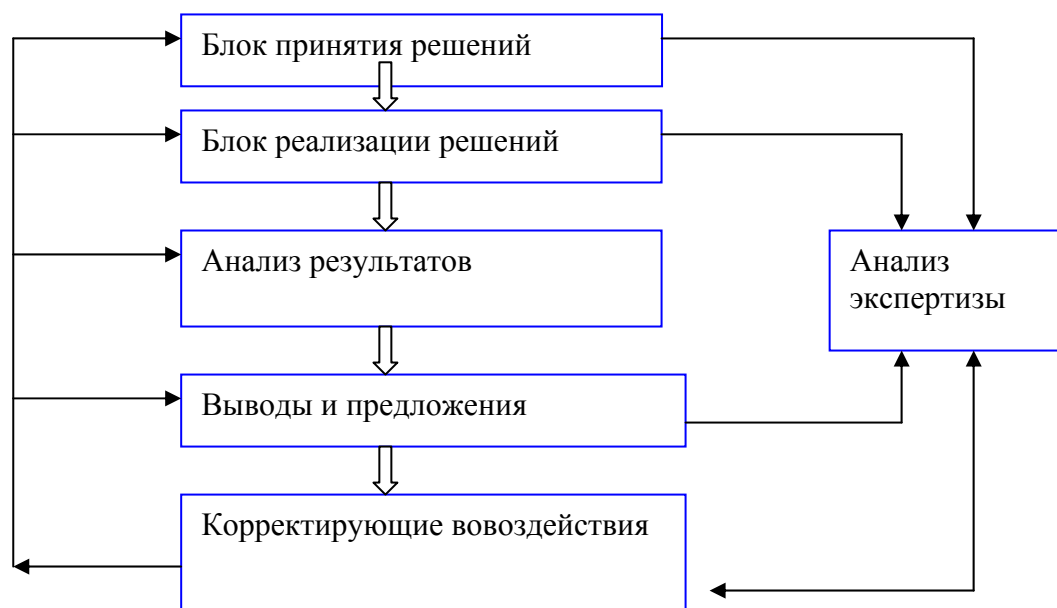 Блок принятия решений
Блок реализации решений
Анализ результатов
Анализ
экспертизы
Выводы и предложения
Корректирующие вовоздействия